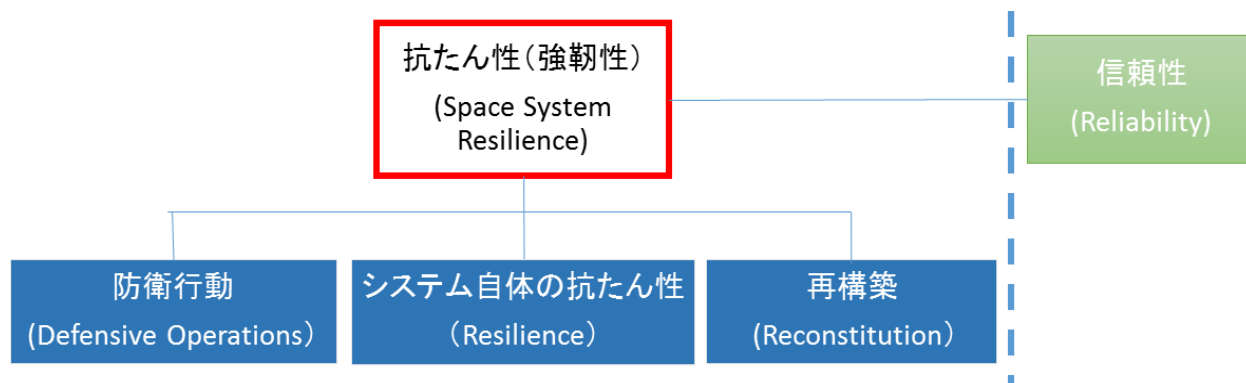 抗たん性（強靭性）
(Space System
Resilience)
信頼性
(Reliability)
防衛行動
(Defensive Operations）
システム自体の抗たん性
（Resilience）
再構築
(Reconstitution）